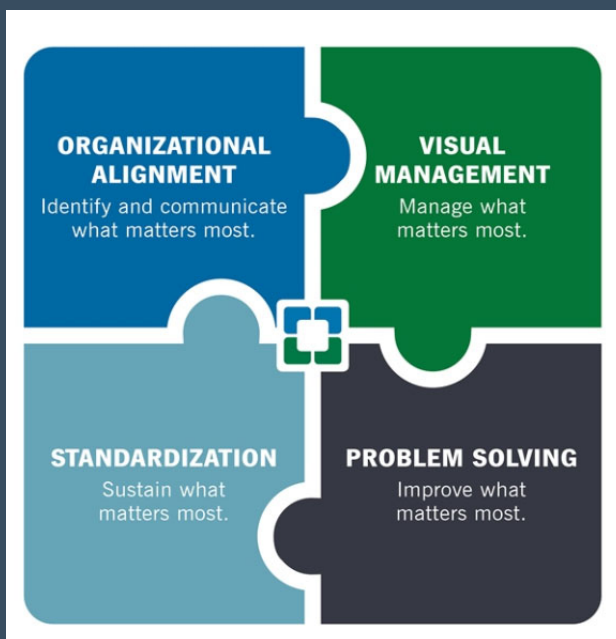 ORGANIZATIONAL
ALIGNMENT
Identify and communicate
what matters most.
VISUAL
MANAGEMENT
Manage what
matters most.
STANDARDIZATION
Sustain what
matters most.
PROBLEM SOLVING
Improve what
matters most.